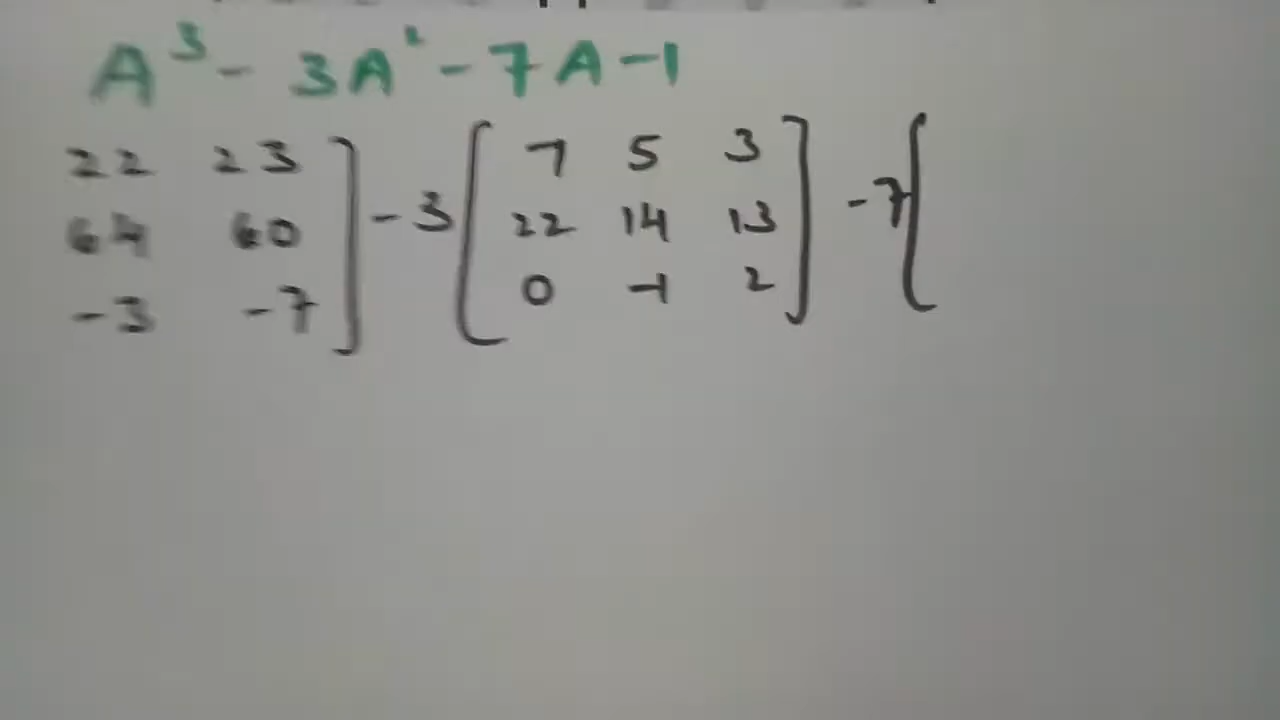 A³ - 3A² - 7A - 1
22 23 ] - 3 [ 7 5 3 ] - 7 [
64 60 22 14 13
-3 -7 0 -1 2